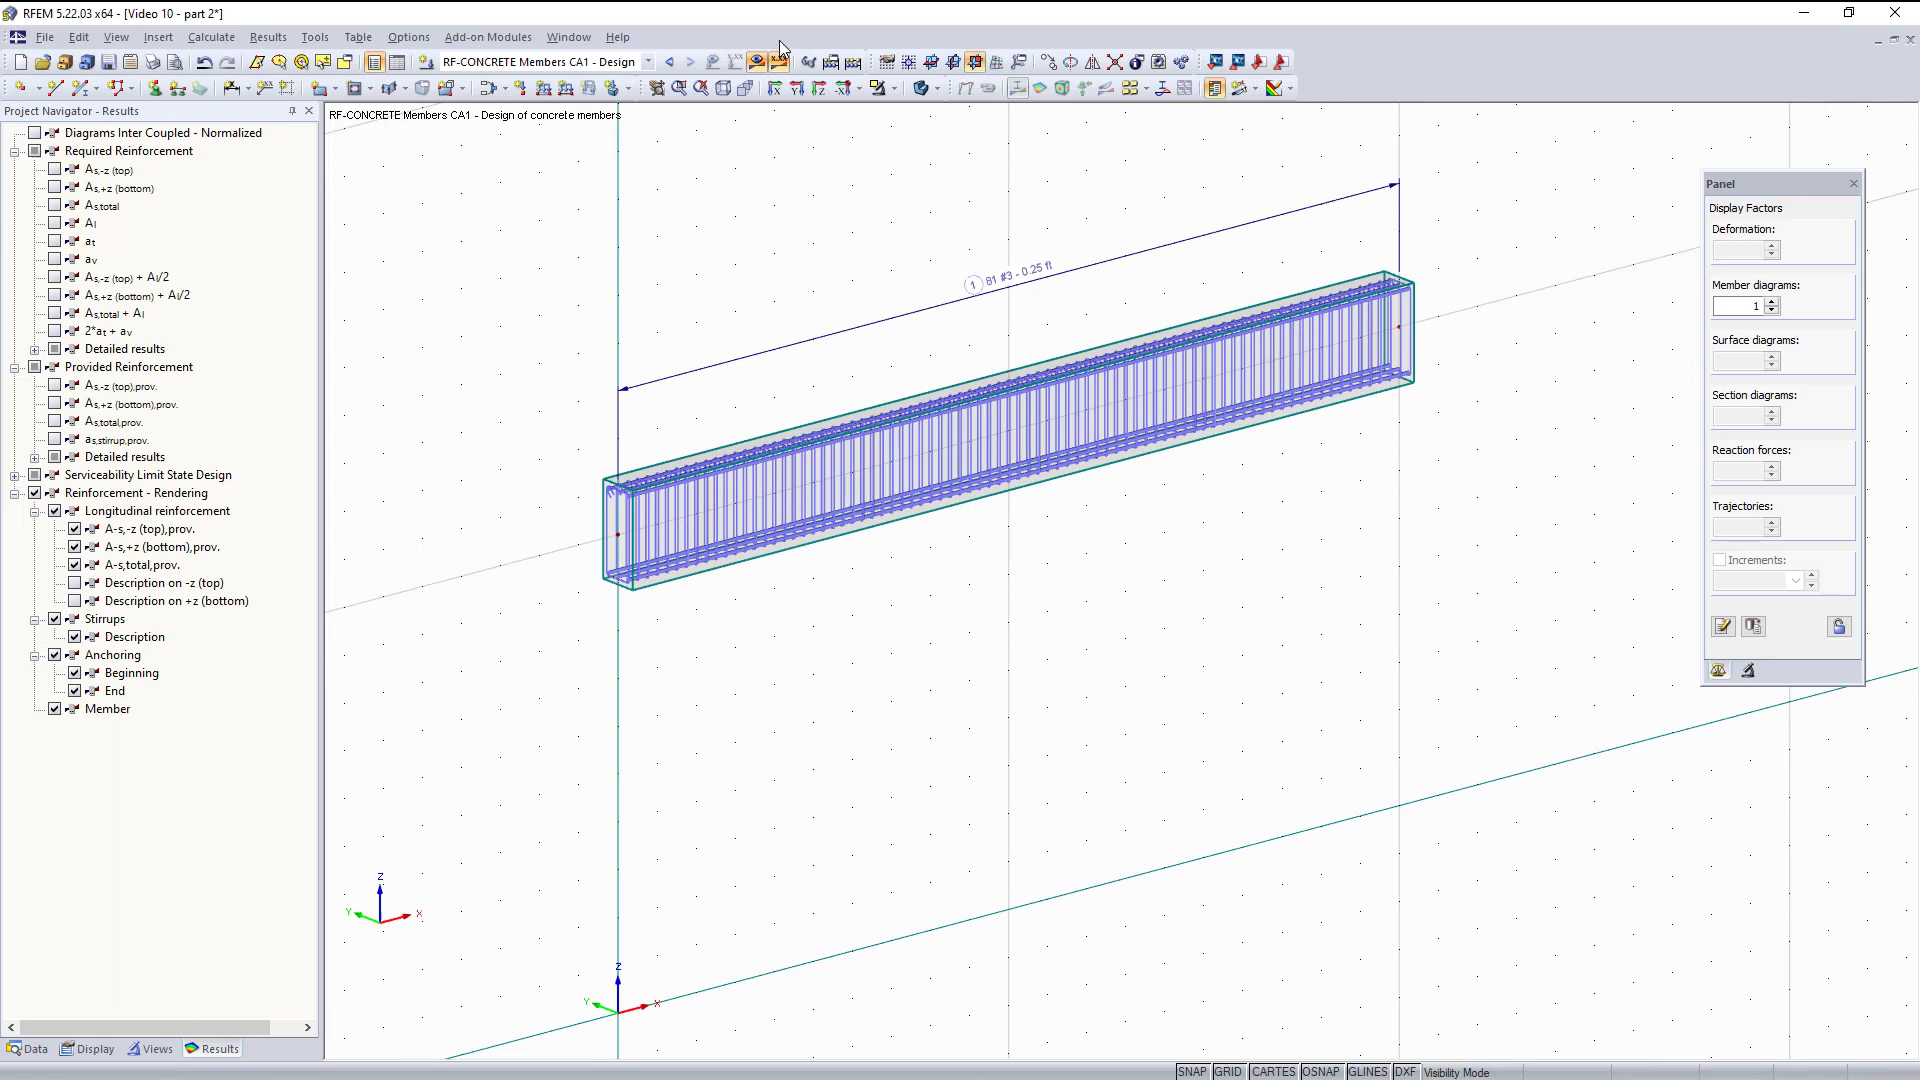 RFEM 5.22.03 x64 - [Video 10 - part 2*]
File Edit View Insert Calculate Results Tools Table Options Add-on Modules Window Help
RF-CONCRETE Members CA1 - Design
Project Navigator - Results
Diagrams Inter Coupled - Normalized
Required Reinforcement
As,-z (top)
As,+z (bottom)
As,total
Al
at
av
As,-z (top) + Al/2
As,+z (bottom) + Al/2
As,total + Al
2*at + av
Detailed results
Provided Reinforcement
As,-z (top),prov.
As,+z (bottom),prov.
As,total,prov.
as,stirrup,prov.
Detailed results
Serviceability Limit State Design
Reinforcement - Rendering
Longitudinal reinforcement
A-s,-z (top),prov.
A-s,+z (bottom),prov.
A-s,total,prov.
Description on -z (top)
Description on +z (bottom)
Stirrups
Description
Anchoring
Beginning
End
Member
Data Display Views Results
RF-CONCRETE Members CA1 - Design of concrete members
1 81 #3 - 0.25 ft
Z
Y
X
Z
Y
X
Panel
Display Factors
Deformation:
Member diagrams:
1
Surface diagrams:
Section diagrams:
Reaction forces:
Trajectories:
Increments:
SNAP GRID CARTES OSNAP GLINES DXF Visibility Mode